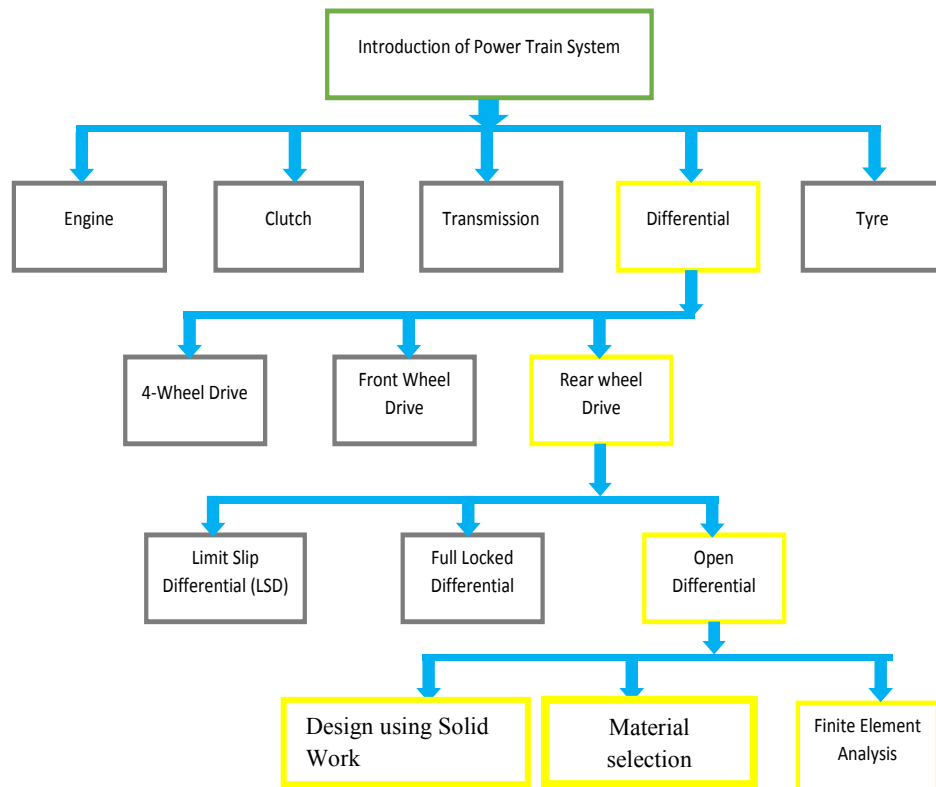 Introduction of Power Train System
Engine
Clutch
Transmission
Differential
Tyre
4-Wheel Drive
Front Wheel
Drive
Rear wheel
Drive
Limit Slip
Differential (LSD)
Full Locked
Differential
Open
Differential
Design using Solid
Work
Material
selection
Finite Element
Analysis